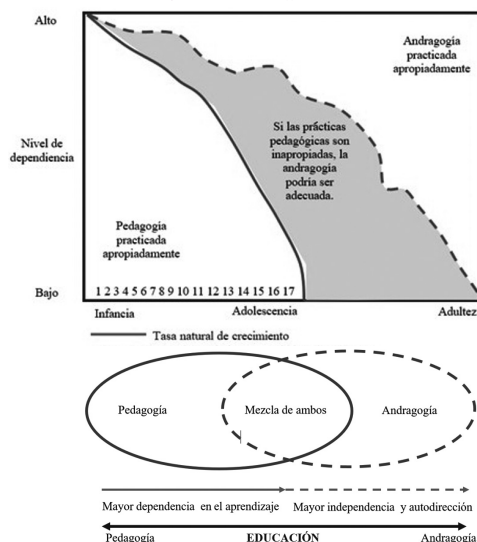 Alto
Andragogía
practicada
apropiadamente
Si las prácticas
pedagógicas son
inapropiadas, la
andragogía
podría ser
adecuada.
Nivel de
dependiencia
Pedagogía
practicada
apropiadamente
1 2 3 4 5 6 7 8 9 10 11 12 13 14 15 16 17
Bajo
Infancia
Adolescencia
Adultez
Tasa natural de crecimiento
Pedagogía
Mezcla de ambos
Andragogía
Mayor dependencia en el aprendizaje
Mayor independencia y autodirección
Pedagogía
EDUCACIÓN
Andragogía